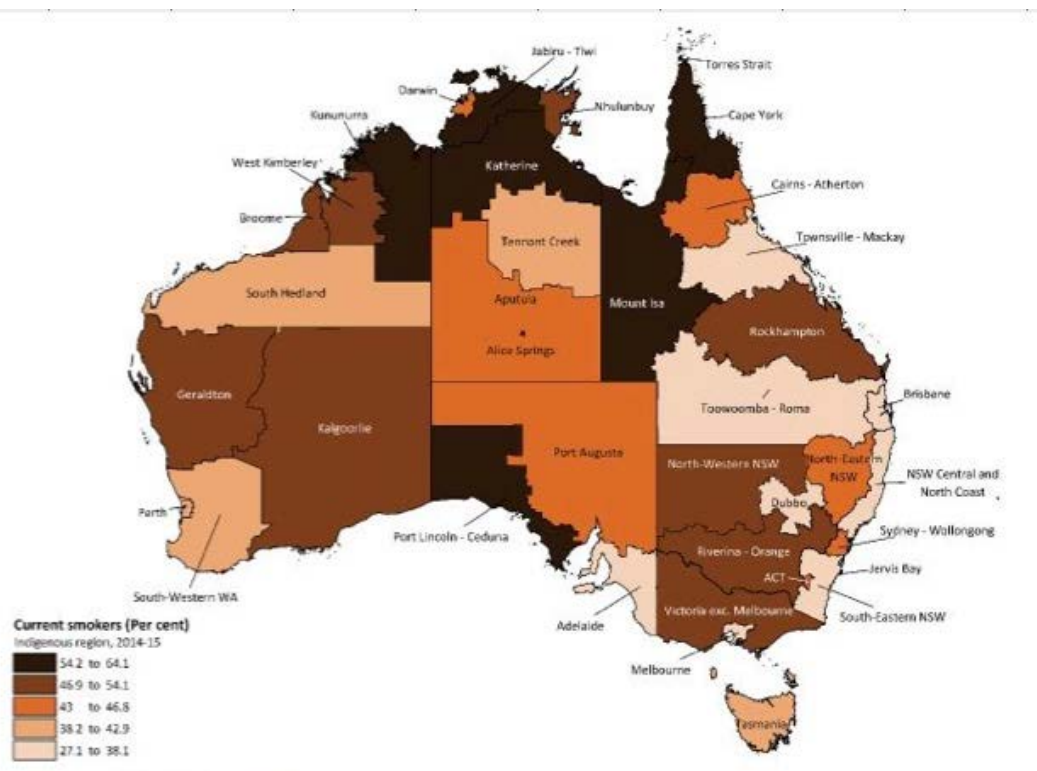 Jabiru - Tiwi
Torres Strait
Darwin
Nhulunbuy
Kununurra
Cape York
West Kimberley
Katherine
Cairns - Atherton
Broome
Tennant Creek
Townsville - Mackay
South Hedland
Aputula
Mount Isa
Rockhampton
Alice Springs
Geraldton
Brisbane
Toowoomba - Roma
Kalgoorlie
Port Augusta
North-Western NSW
North-Eastern
NSW
NSW Central and
North Coast
Dubbo
Perth
Port Lincoln - Ceduna
Sydney - Wollongong
Riverina - Orange
Jervis Bay
ACT
South-Western WA
Victoria exc. Melbourne
South-Eastern NSW
Adelaide
Melbourne
Tasmania
Current smokers (Per cent)
Indigenous region, 2014-15
54.2 to 64.1
46.9 to 54.1
43 to 46.8
38.2 to 42.9
27.1 to 38.1